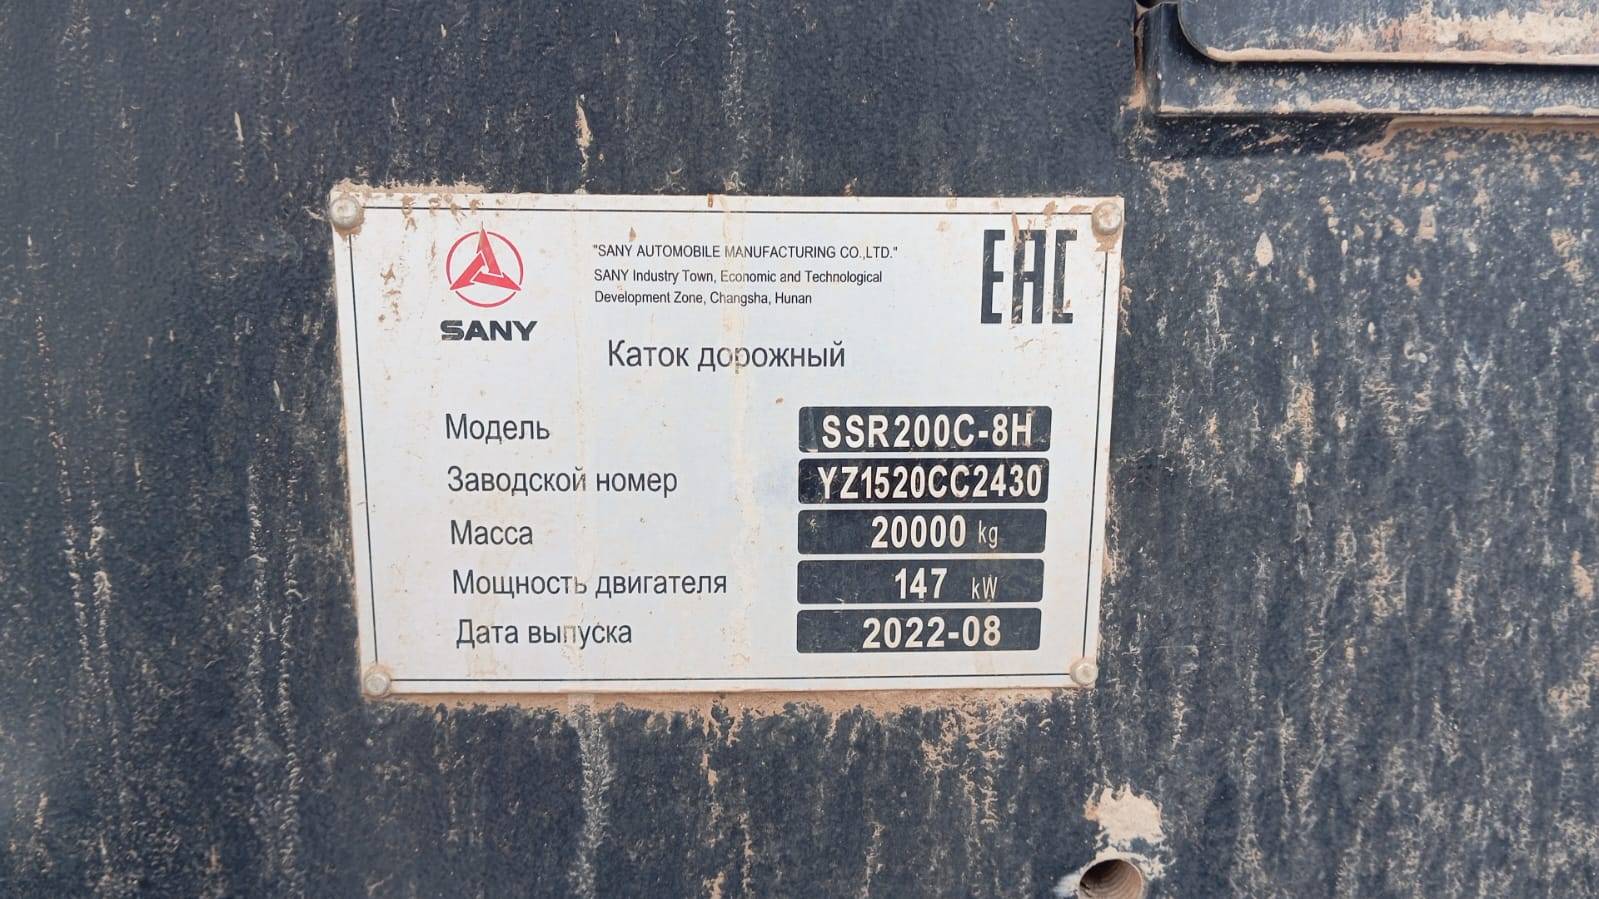 "SANY AUTOMOBILE MANUFACTURING CO.,LTD."
SANY Industry Town, Economic and Technological
Development Zone, Changsha, Hunan
EAC
SANY
Каток дорожный
Модель SSR200C-8H
Заводской номер YZ1520CC2430
Масса 20000 kg
Мощность двигателя 147 kW
Дата выпуска 2022-08